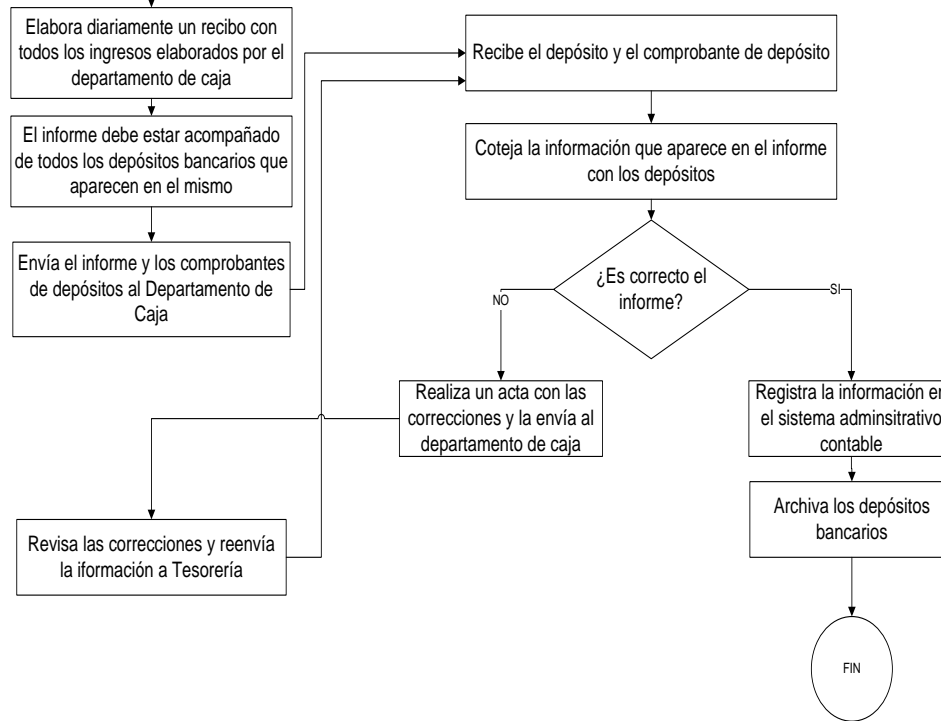 Elabora diariamente un recibo con
todos los ingresos elaborados por el
departamento de caja
El informe debe estar acompañado
de todos los depósitos bancarios que
aparecen en el mismo
Envía el informe y los comprobantes
de depósitos al Departamento de
Caja
Recibe el depósito y el comprobante de depósito
Coteja la información que aparece en el informe
con los depósitos
¿Es correcto el
informe?
NO
SI
Realiza un acta con las
correcciones y la envía al
departamento de caja
Registra la información en
el sistema adminsitrativo
contable
Revisa las correcciones y reenvía
la iformación a Tesorería
Archiva los depósitos
bancarios
FIN